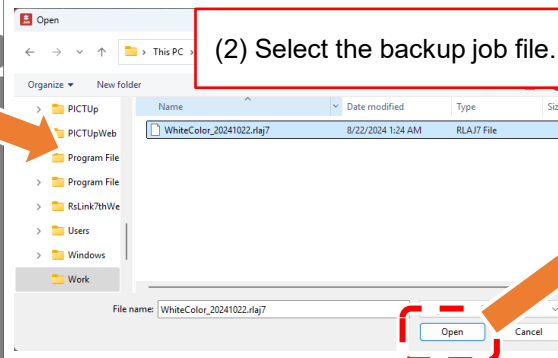 Open
(2) Select the backup job file.
This PC
Organize
New folder
Name
Date modified
Type
PICTUp
PICTUpWeb
Program File
Program File
RsLink7thWe
Users
Windows
Work
WhiteColor_20241022.rlaj7
8/22/2024 1:24 AM
RLAJ7 File
File name:
WhiteColor_20241022.rlaj7
Open
Cancel